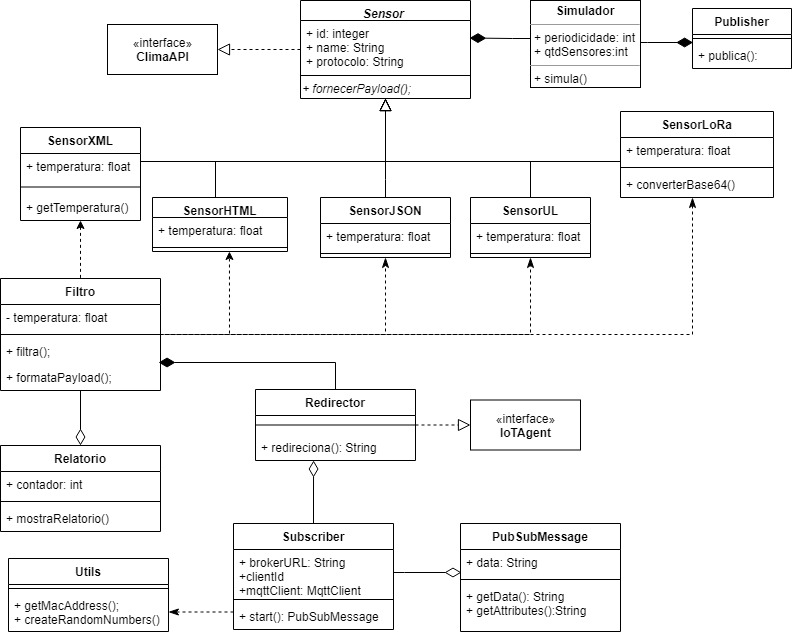 Sensor
+ id: integer
+ name: String
+ protocolo: String
+ fornecerPayload();
Simulador
+ periodicidade: int
+ qtdSensores:int
+ simula()
Publisher
+ publica():
«interface»
ClimaAPI
SensorXML
+ temperatura: float
+ getTemperatura()
SensorHTML
+ temperatura: float
SensorJSON
+ temperatura: float
SensorUL
+ temperatura: float
SensorLoRa
+ temperatura: float
+ converterBase64()
Filtro
- temperatura: float
+ filtra();
+ formataPayload();
Redirector
+ redireciona(): String
«interface»
IoTAgent
Relatorio
+ contador: int
+ mostraRelatorio()
Subscriber
+ brokerURL: String
+clientId
+mqttClient: MqttClient
+ start(): PubSubMessage
PubSubMessage
+ data: String
+ getData(): String
+ getAttributes():String
Utils
+ getMacAddress();
+ createRandomNumbers()